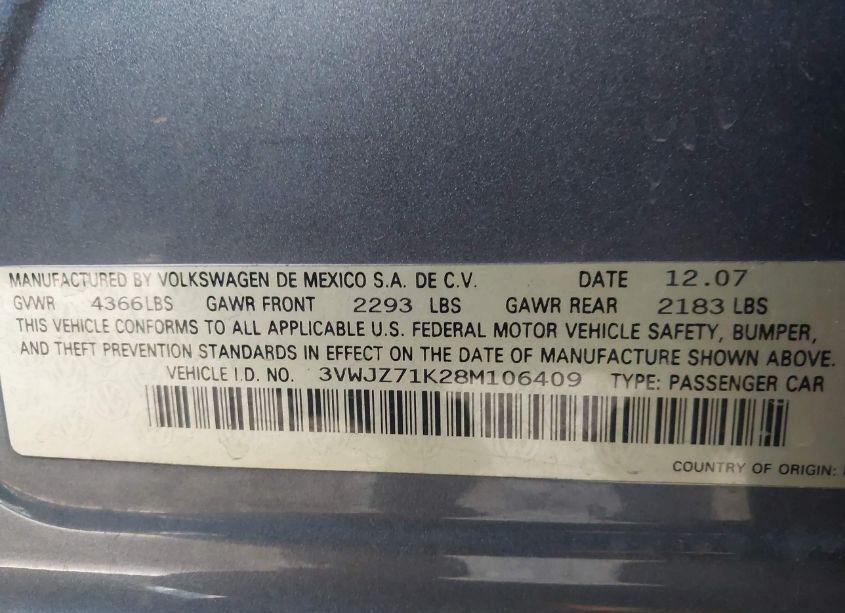 MANUFACTURED BY VOLKSWAGEN DE MEXICO S.A. DE C.V. DATE 12.07
GVWR 4366LBS GAWR FRONT 2293 LBS GAWR REAR 2183 LBS
THIS VEHICLE CONFORMS TO ALL APPLICABLE U.S. FEDERAL MOTOR VEHICLE SAFETY, BUMPER,
AND THEFT PREVENTION STANDARDS IN EFFECT ON THE DATE OF MANUFACTURE SHOWN ABOVE.
VEHICLE I.D. NO. 3VWJZ71K28M106409 TYPE: PASSENGER CAR
COUNTRY OF ORIGIN: